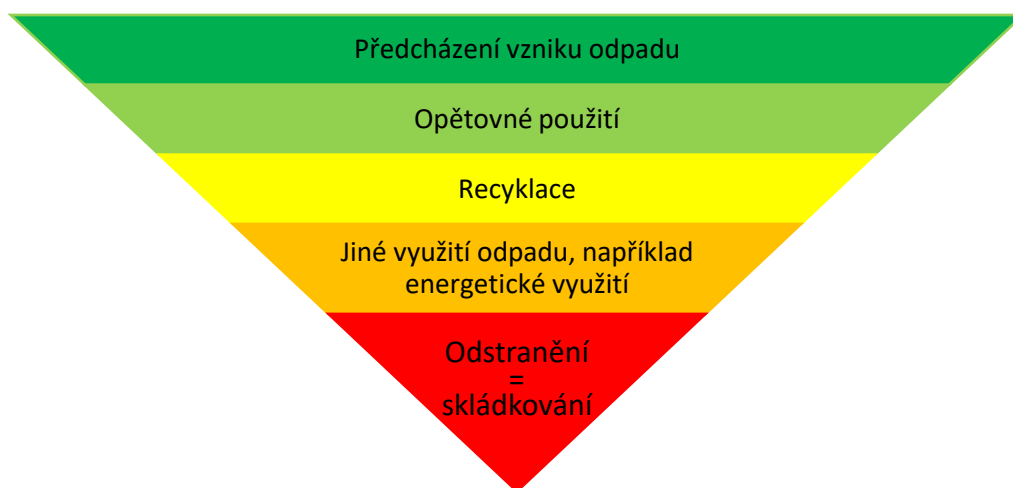 Předcházení vzniku odpadu
Opětovné použití
Recyklace
Jiné využití odpadu, například
energetické využití
Odstranění
=
skládkování